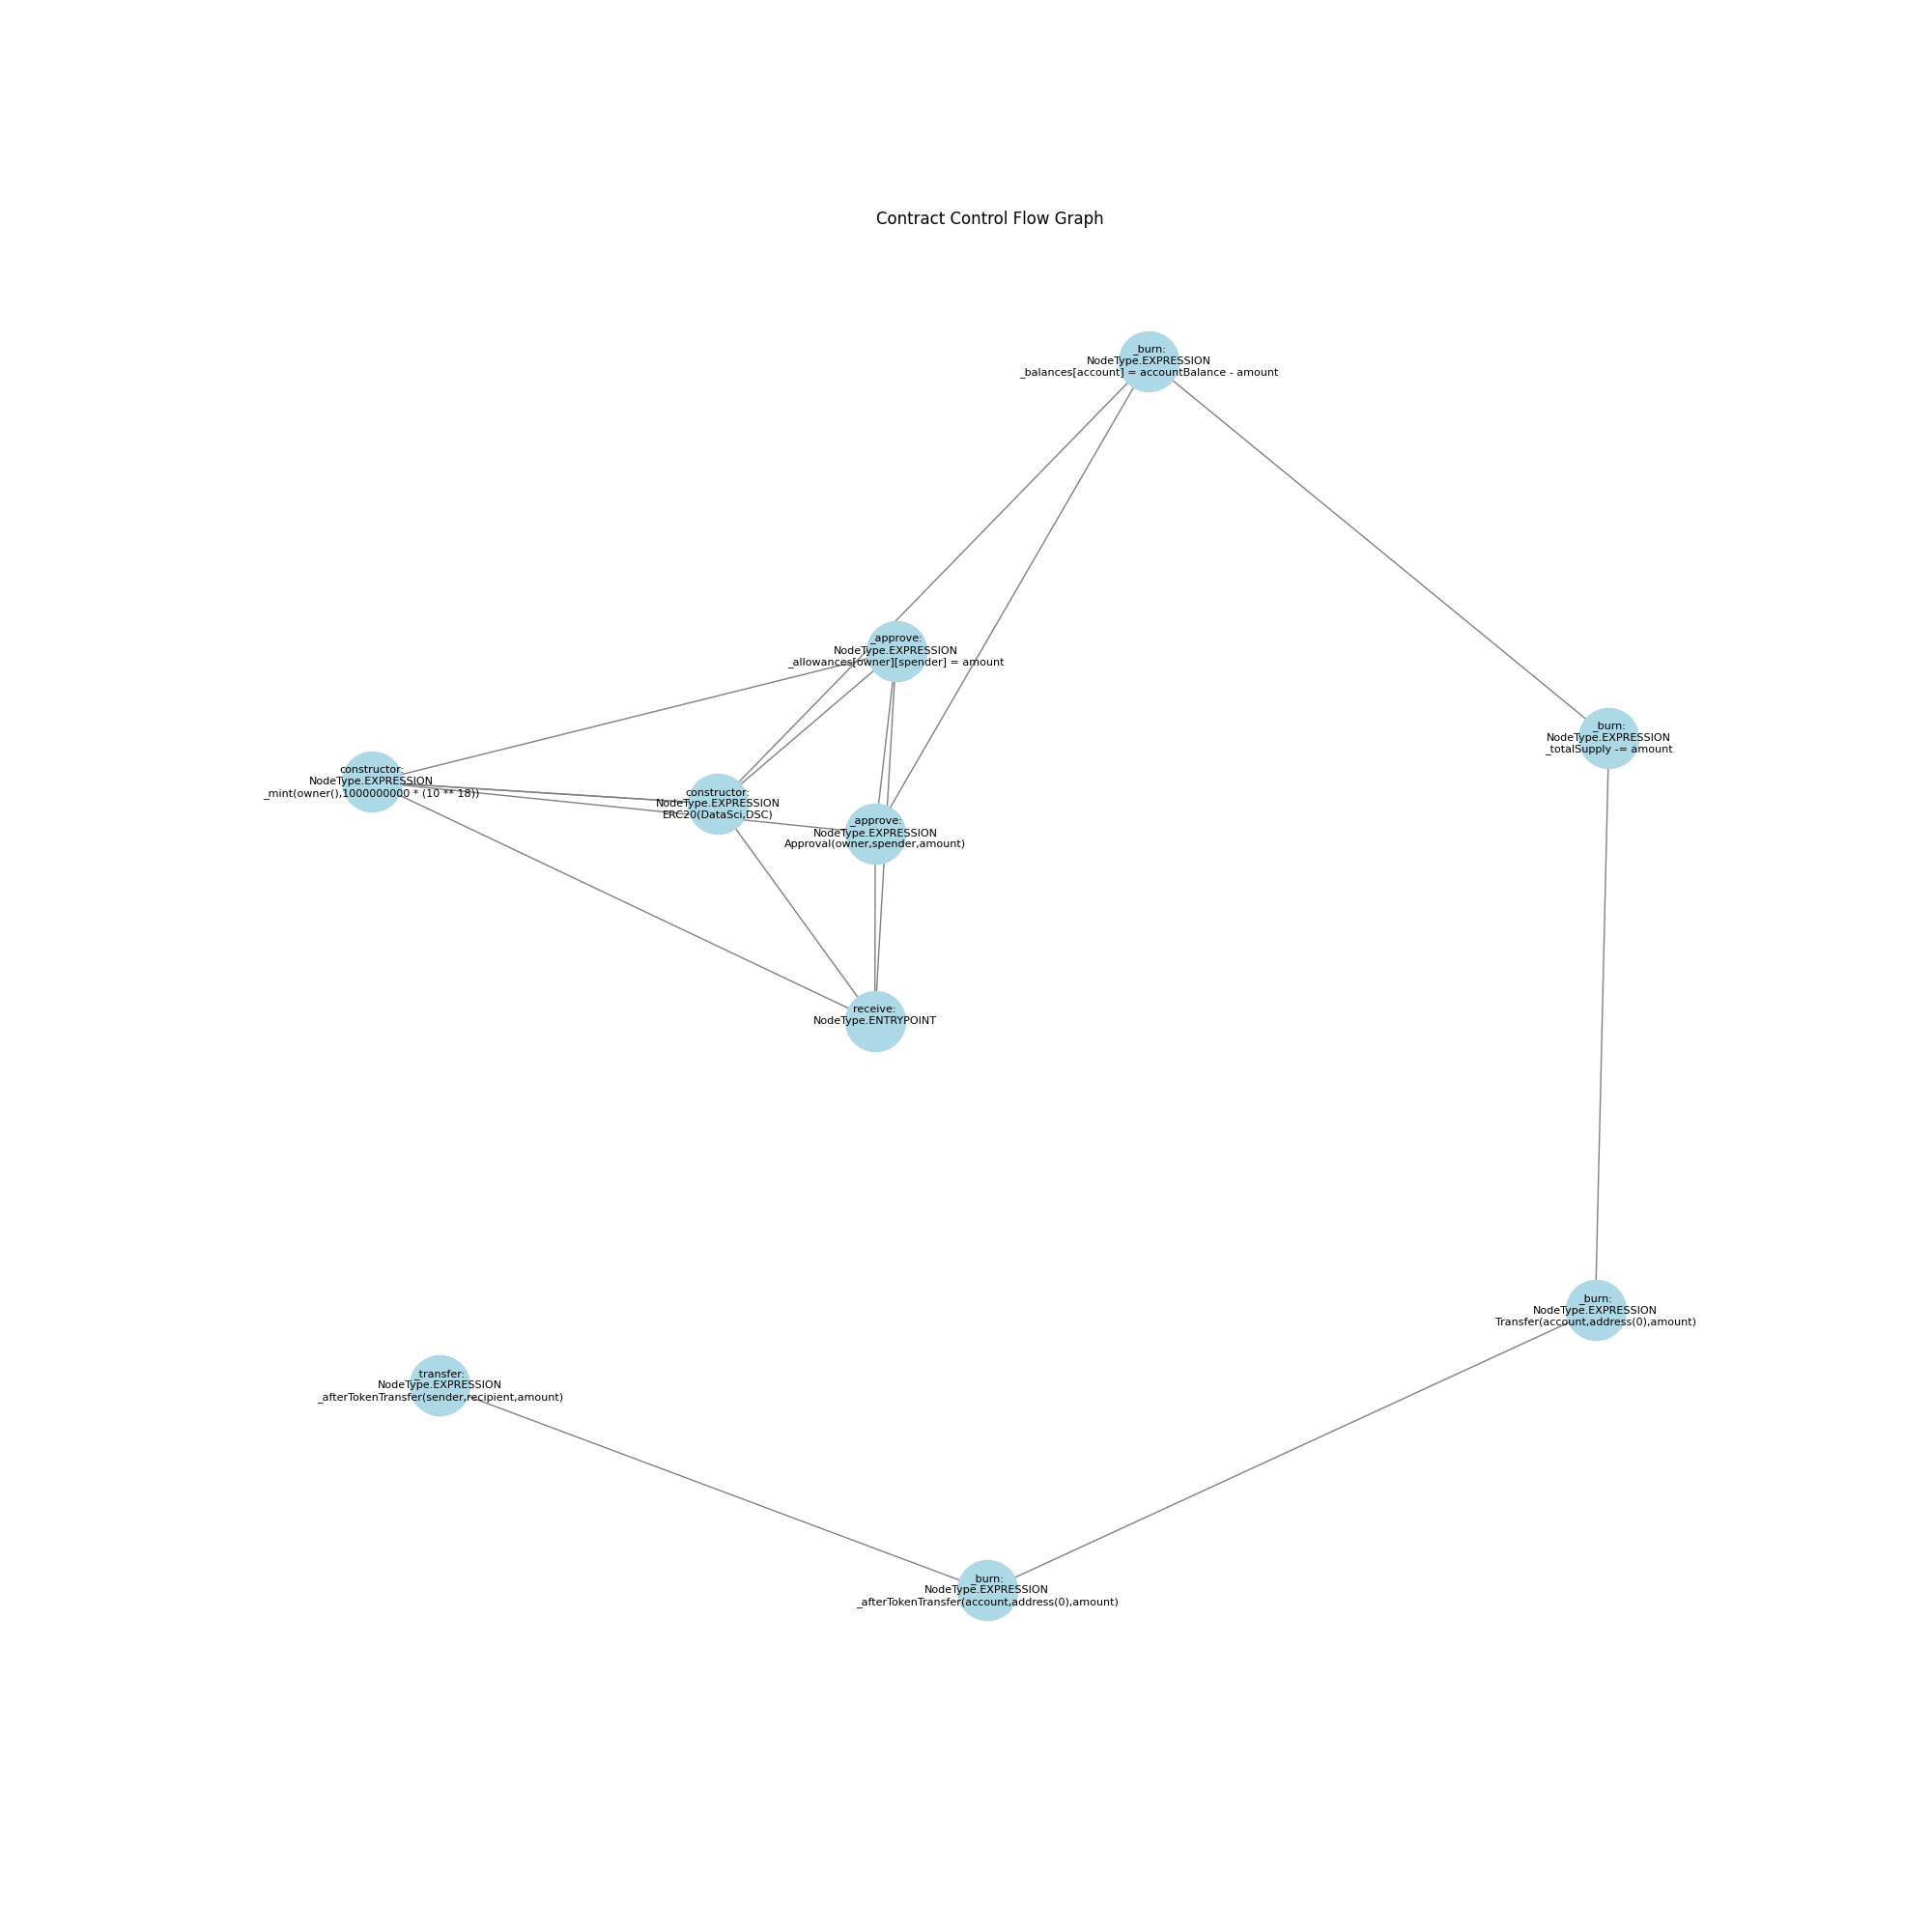 Contract Control Flow Graph
_burn:
NodeType.EXPRESSION
_balances[account] = accountBalance - amount
_approve:
NodeType.EXPRESSION
_allowances[owner][spender] = amount
_burn:
NodeType.EXPRESSION
_totalSupply -= amount
constructor:
NodeType.EXPRESSION
_mint(owner(),1000000000 * (10 ** 18))
constructor:
NodeType.EXPRESSION
ERC20(DataSci,DSC)
_approve:
NodeType.EXPRESSION
Approval(owner,spender,amount)
receive:
NodeType.ENTRYPOINT
_burn:
NodeType.EXPRESSION
Transfer(account,address(0),amount)
_transfer:
NodeType.EXPRESSION
_afterTokenTransfer(sender,recipient,amount)
_burn:
NodeType.EXPRESSION
_afterTokenTransfer(account,address(0),amount)